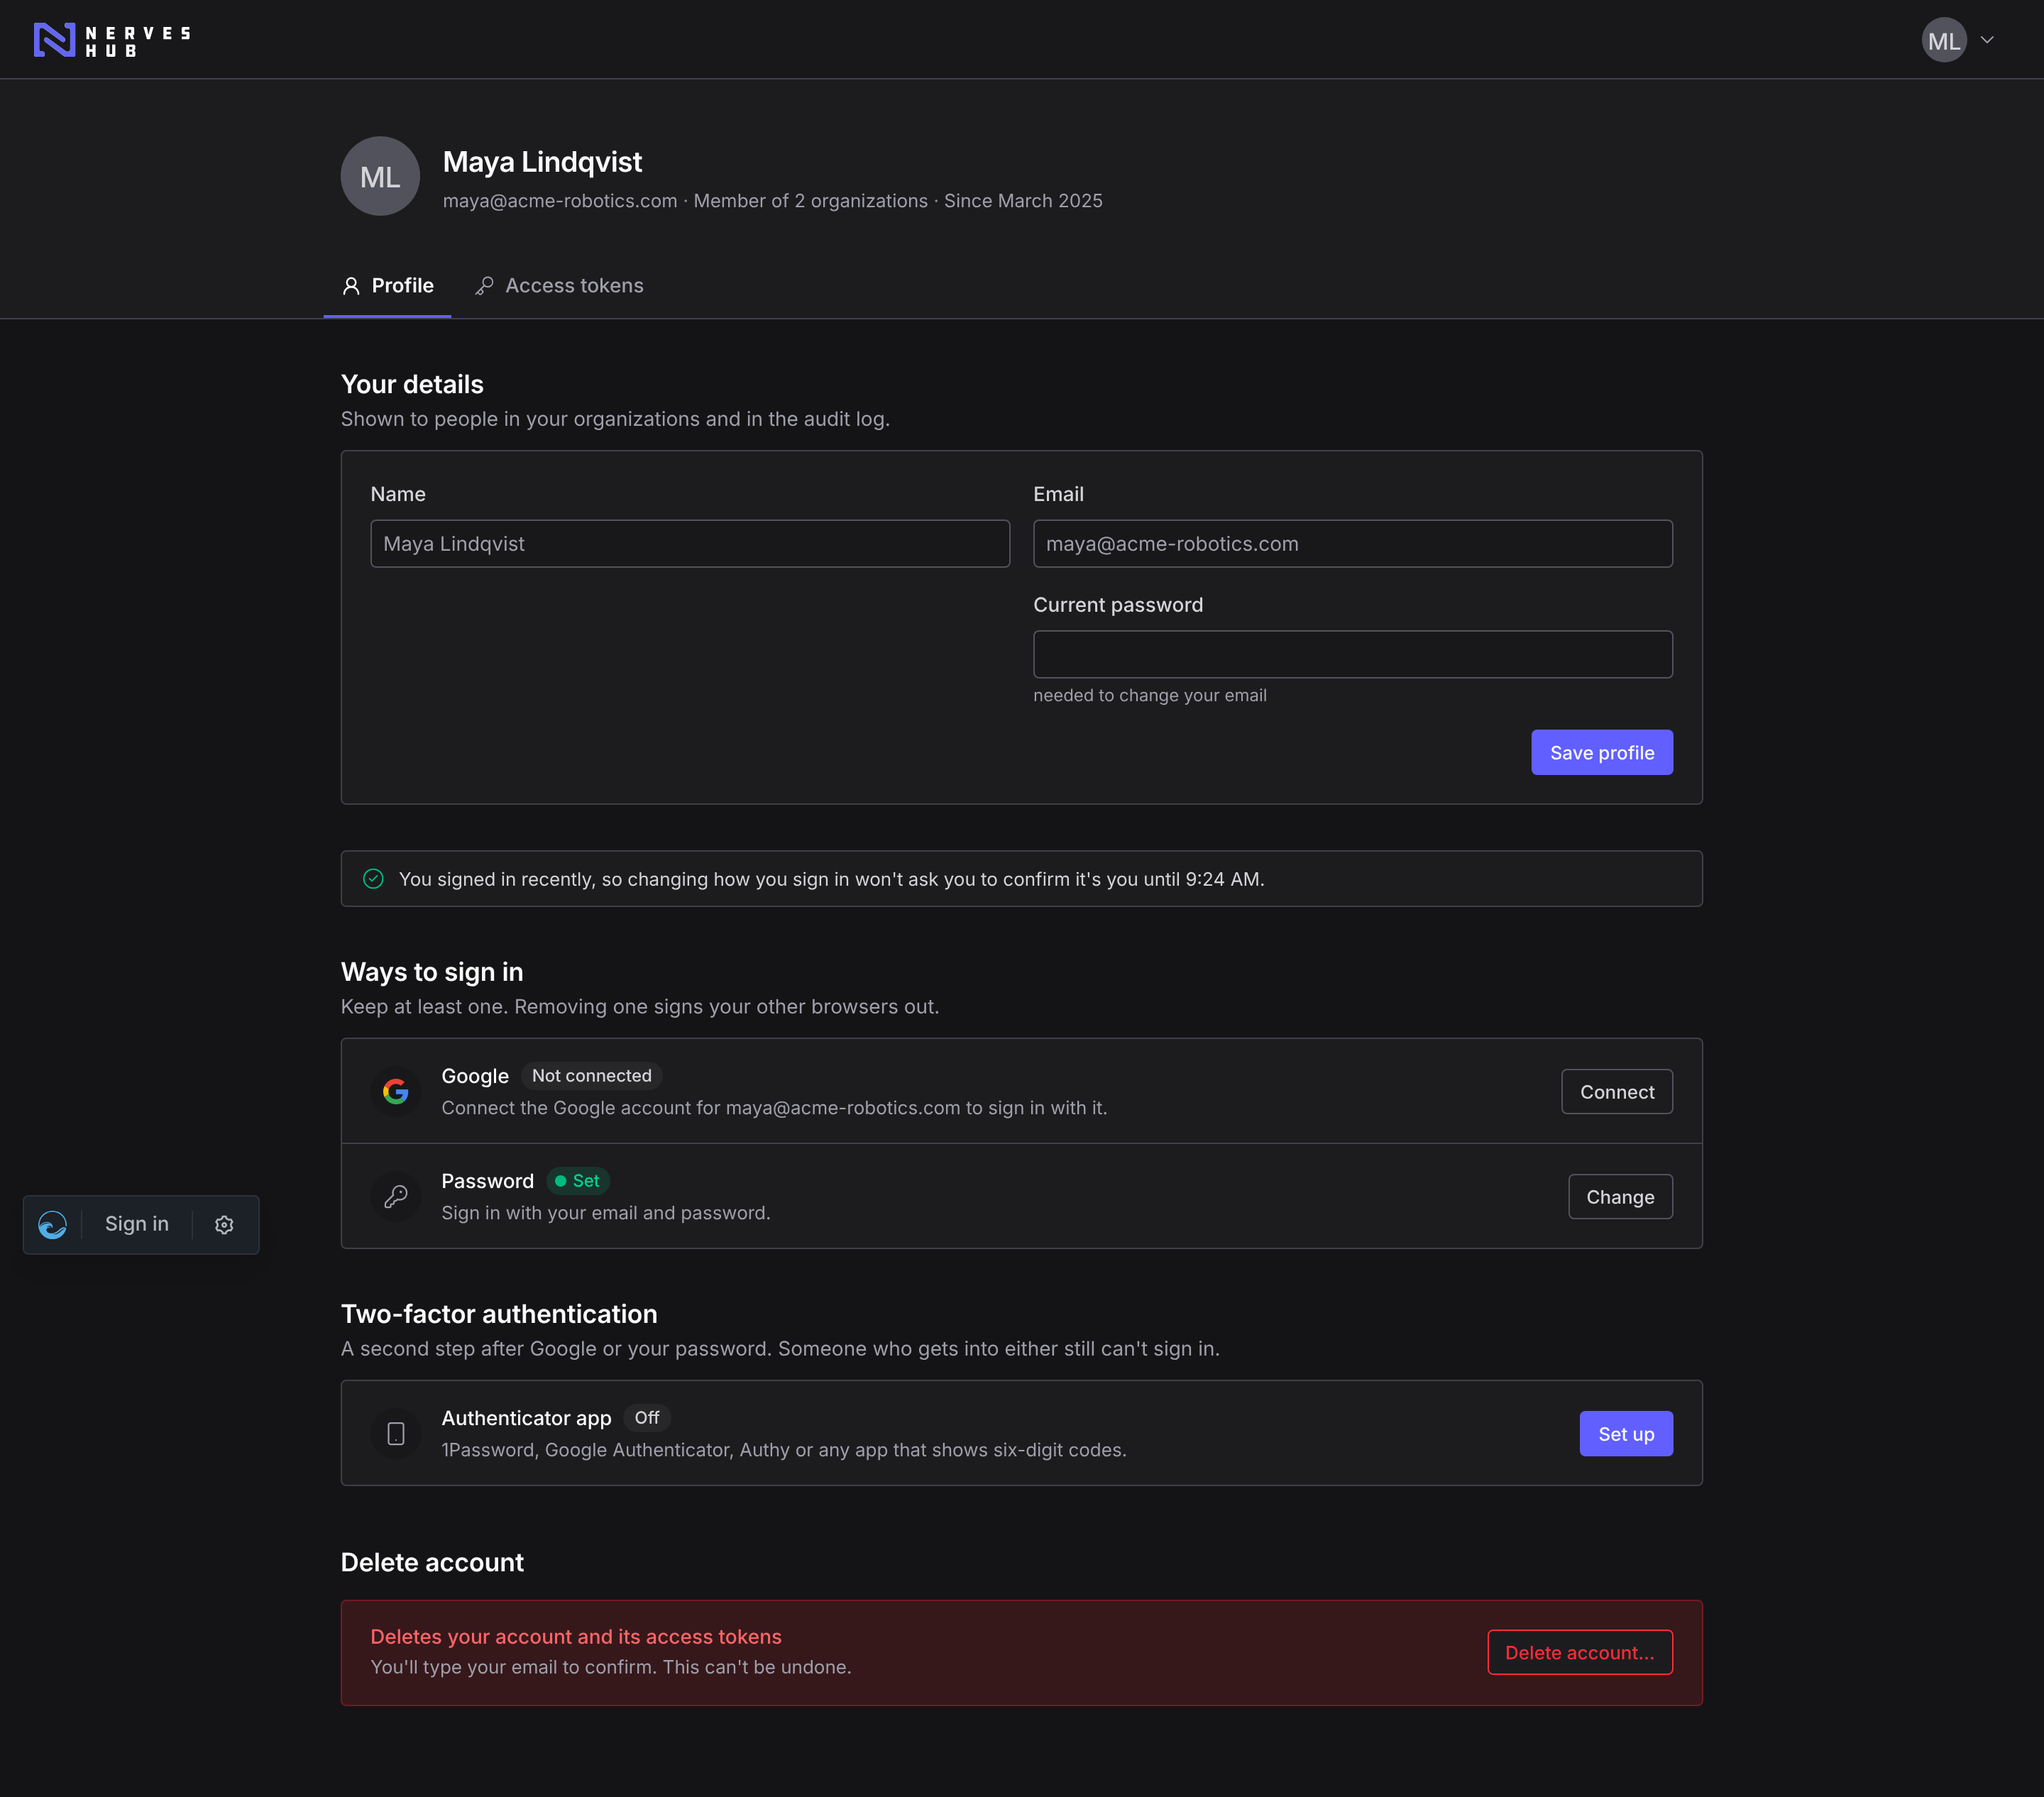 NERVES
HUB
ML
ML
Maya Lindqvist
maya@acme-robotics.com · Member of 2 organizations · Since March 2025
Profile
Access tokens
Your details
Shown to people in your organizations and in the audit log.
Name
Email
Maya Lindqvist
maya@acme-robotics.com
Current password
needed to change your email
Save profile
You signed in recently, so changing how you sign in won't ask you to confirm it's you until 9:24 AM.
Ways to sign in
Keep at least one. Removing one signs your other browsers out.
Google
Not connected
Connect the Google account for maya@acme-robotics.com to sign in with it.
Connect
Password
Set
Sign in with your email and password.
Change
Sign in
Two-factor authentication
A second step after Google or your password. Someone who gets into either still can't sign in.
Authenticator app
Off
1Password, Google Authenticator, Authy or any app that shows six-digit codes.
Set up
Delete account
Deletes your account and its access tokens
You'll type your email to confirm. This can't be undone.
Delete account...